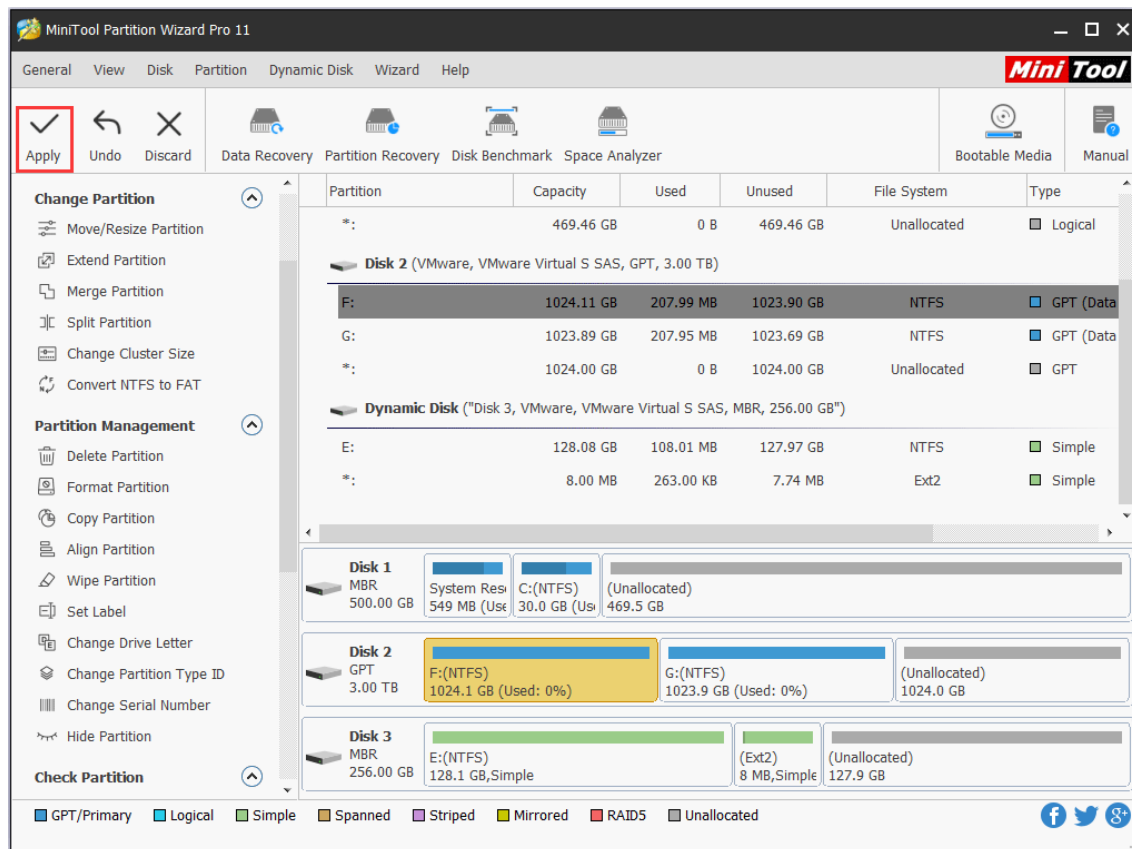 MiniTool Partition Wizard Pro 11
General View Disk Partition Dynamic Disk Wizard Help
Mini Tool
Apply Undo Discard Data Recovery Partition Recovery Disk Benchmark Space Analyzer Bootable Media Manual
Change Partition
Move/Resize Partition
Extend Partition
Merge Partition
Split Partition
Change Cluster Size
Convert NTFS to FAT
Partition Management
Delete Partition
Format Partition
Copy Partition
Align Partition
Wipe Partition
Set Label
Change Drive Letter
Change Partition Type ID
Change Serial Number
Hide Partition
Check Partition
Partition Capacity Used Unused File System Type
*: 469.46 GB 0 B 469.46 GB Unallocated Logical
Disk 2 (VMware, VMware Virtual S SAS, GPT, 3.00 TB)
F: 1024.11 GB 207.99 MB 1023.90 GB NTFS GPT (Data
G: 1023.89 GB 207.95 MB 1023.69 GB NTFS GPT (Data
*: 1024.00 GB 0 B 1024.00 GB Unallocated GPT
Dynamic Disk ("Disk 3, VMware, VMware Virtual S SAS, MBR, 256.00 GB")
E: 128.08 GB 108.01 MB 127.97 GB NTFS Simple
*: 8.00 MB 263.00 KB 7.74 MB Ext2 Simple
Disk 1
MBR
500.00 GB
System Res
549 MB (Use
C:(NTFS)
30.0 GB (Us
(Unallocated)
469.5 GB
Disk 2
GPT
3.00 TB
F:(NTFS)
1024.1 GB (Used: 0%)
G:(NTFS)
1023.9 GB (Used: 0%)
(Unallocated)
1024.0 GB
Disk 3
MBR
256.00 GB
E:(NTFS)
128.1 GB,Simple
(Ext2)
8 MB,Simple
(Unallocated)
127.9 GB
GPT/Primary Logical Simple Spanned Striped Mirrored RAID5 Unallocated